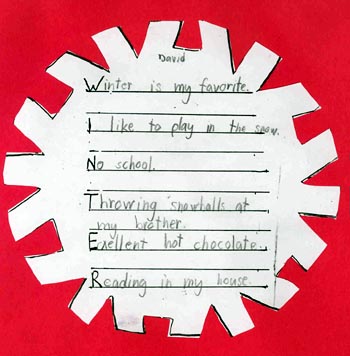 David
Winter is my favorite.
I like to play in the snow.
No school.
Throwing snowballs at
my brother.
Exellent hot chocolate.
Reading in my house.